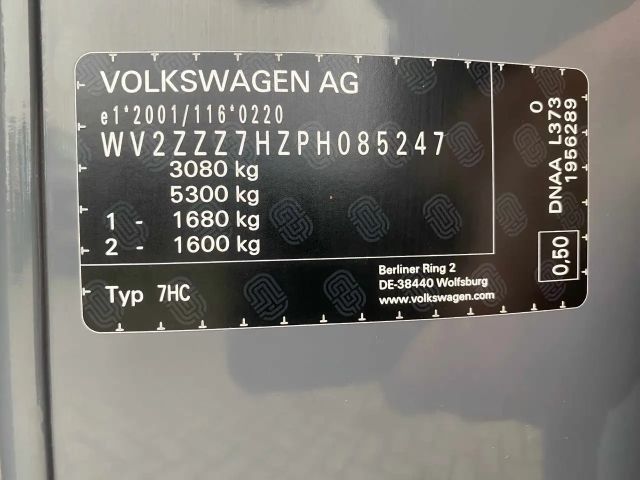 VOLKSWAGEN AG
e1*2001/116*0220
WV2ZZZ7HZPH085247
3080 kg
5300 kg
1 - 1680 kg
2 - 1600 kg
Typ 7HC
Berliner Ring 2
DE-38440 Wolfsburg
www.volkswagen.com
O
DNAA L373
1956289
0,50